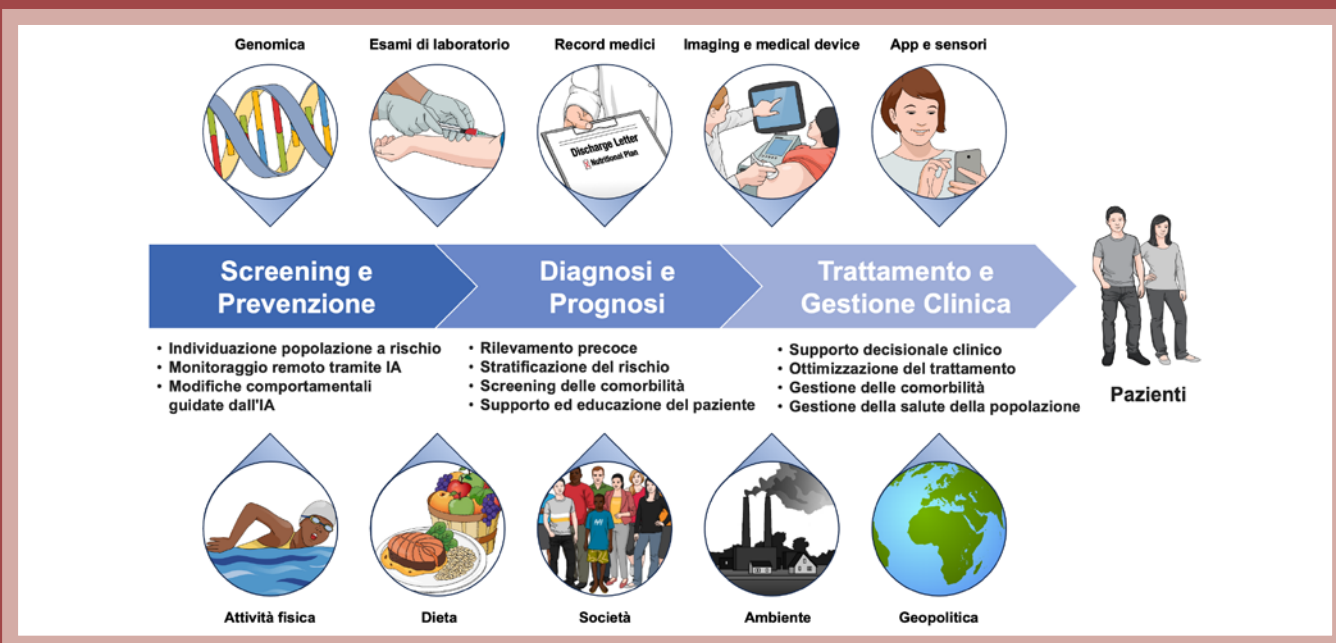 Genomica
Esami di laboratorio
Record medici
Imaging e medical device
App e sensori
Discharge Letter
Nutritional Plan
Screening e
Prevenzione
Diagnosi e
Prognosi
Trattamento e
Gestione Clinica
• Individuazione popolazione a rischio
• Monitoraggio remoto tramite IA
• Modifiche comportamentali
guidate dall'IA
• Rilevamento precoce
• Stratificazione del rischio
• Screening delle comorbilità
• Supporto ed educazione del paziente
• Supporto decisionale clinico
• Ottimizzazione del trattamento
• Gestione delle comorbilità
• Gestione della salute della popolazione
Pazienti
Attività fisica
Dieta
Società
Ambiente
Geopolitica